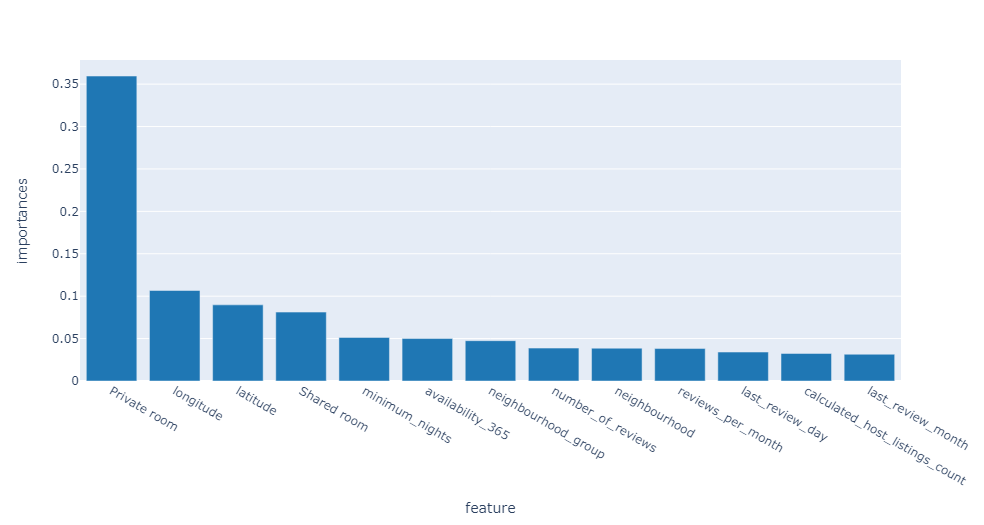 importances
0.35
0.3
0.25
0.2
0.15
0.1
0.05
0
Private room
longitude
latitude
Shared room
minimum_nights
availability_365
neighbourhood_group
number_of_reviews
neighbourhood
reviews_per_month
last_review_day
calculated_host_listings_count
last_review_month
feature